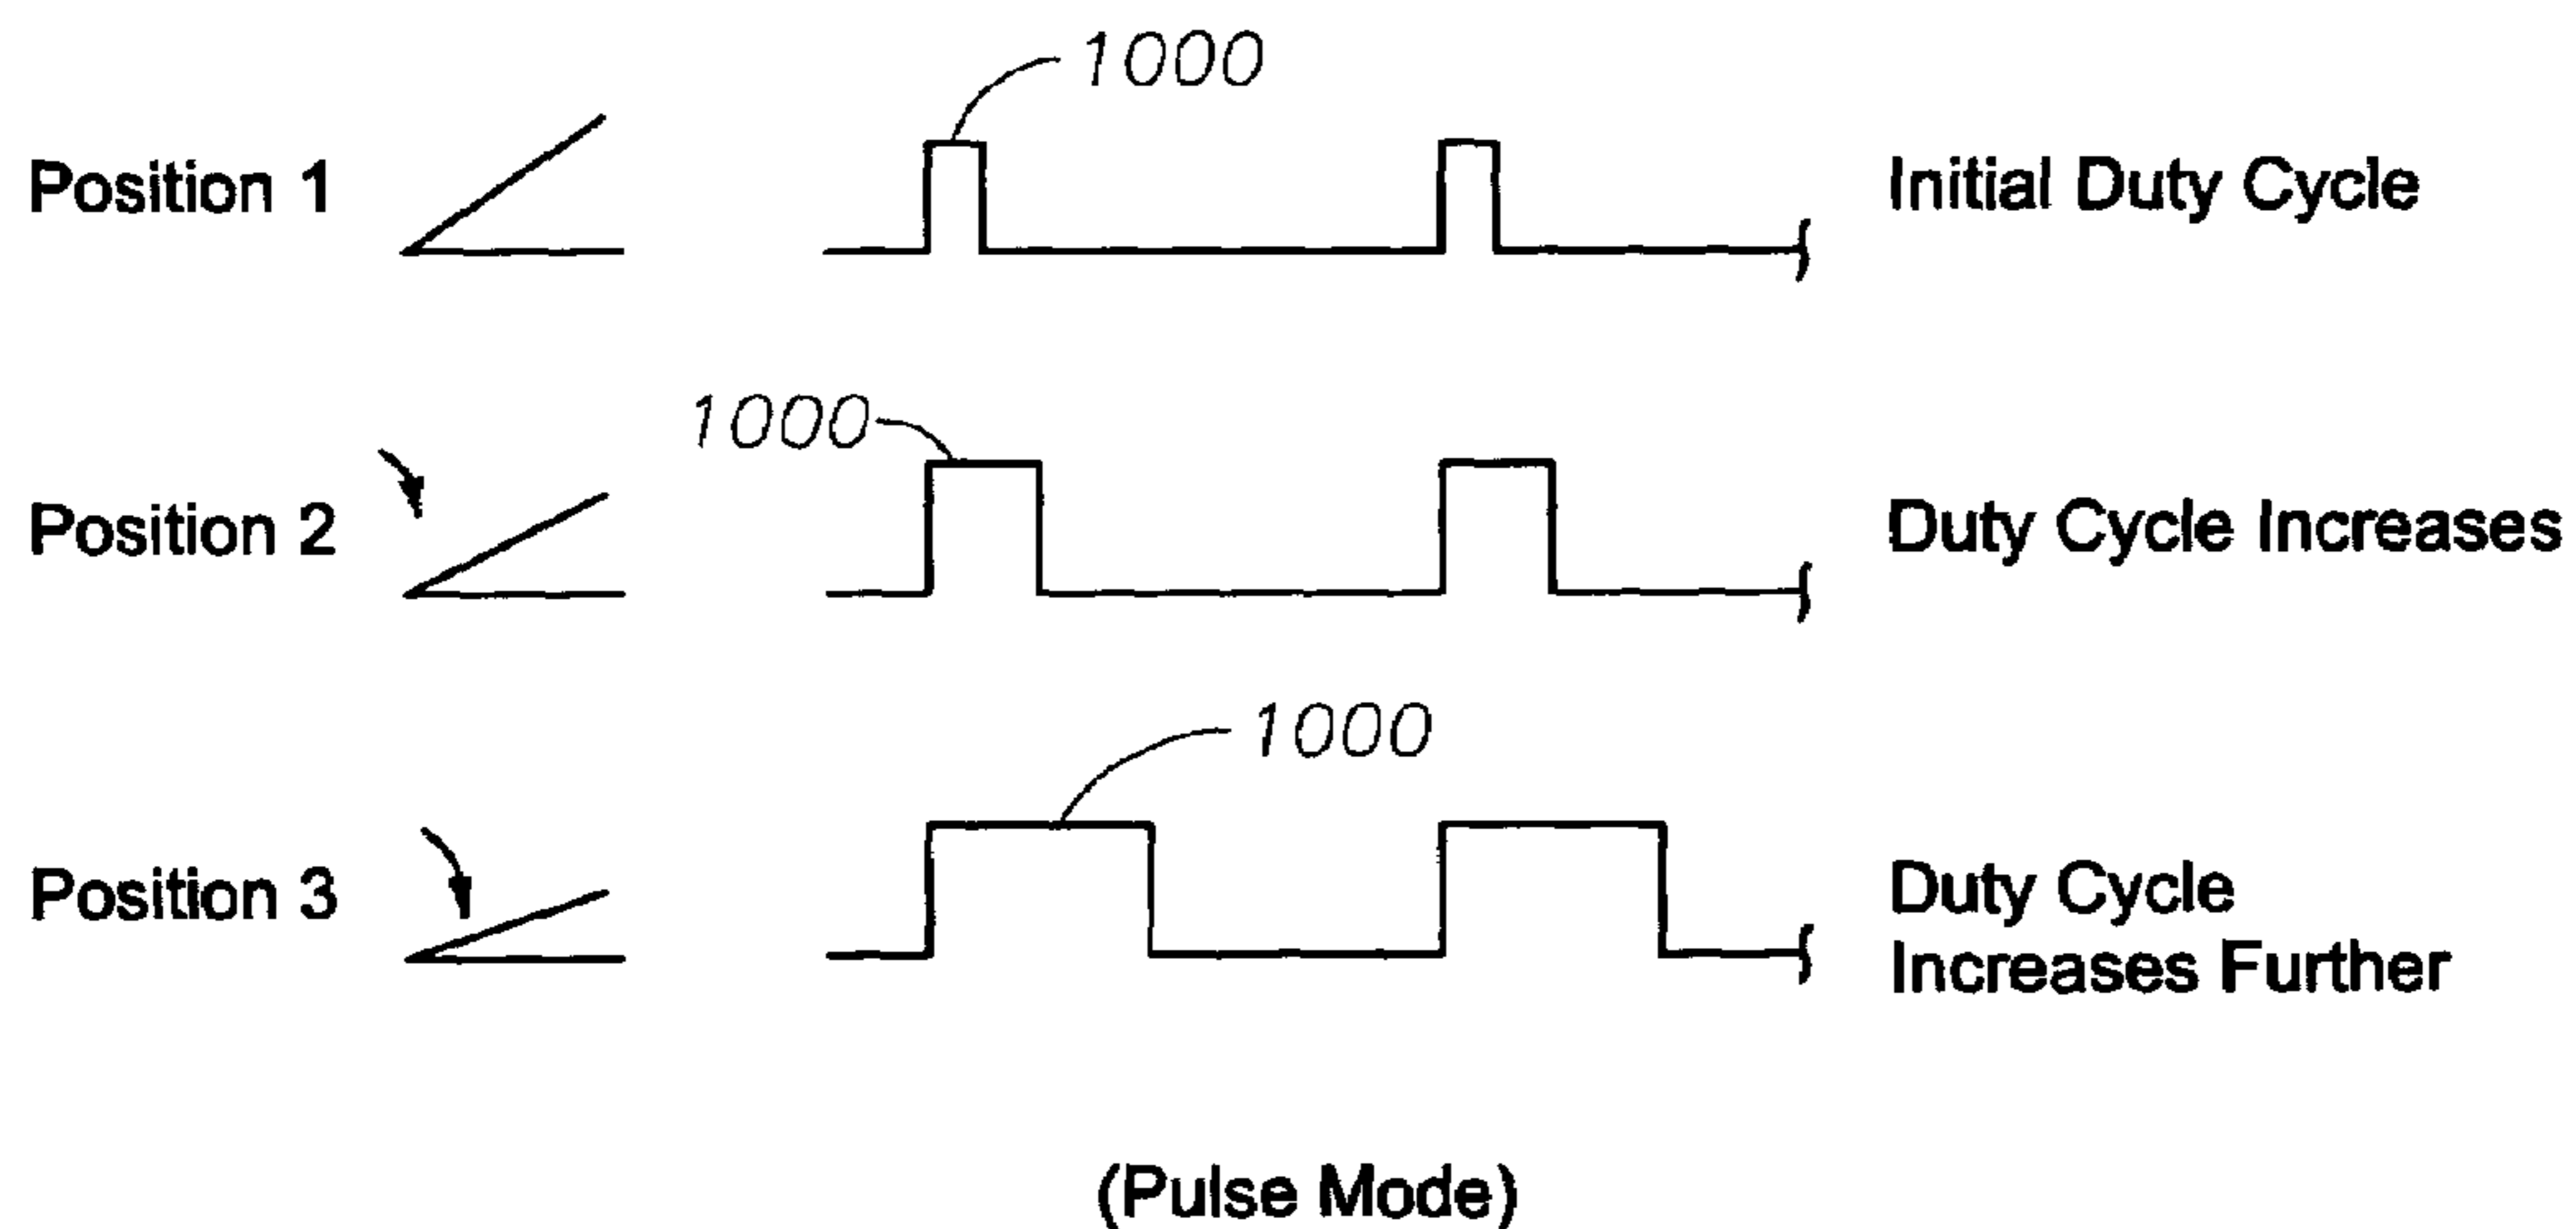 1000
Position 1
Initial Duty Cycle
1000
Position 2
Duty Cycle Increases
1000
Position 3
Duty Cycle
Increases Further
(Pulse Mode)